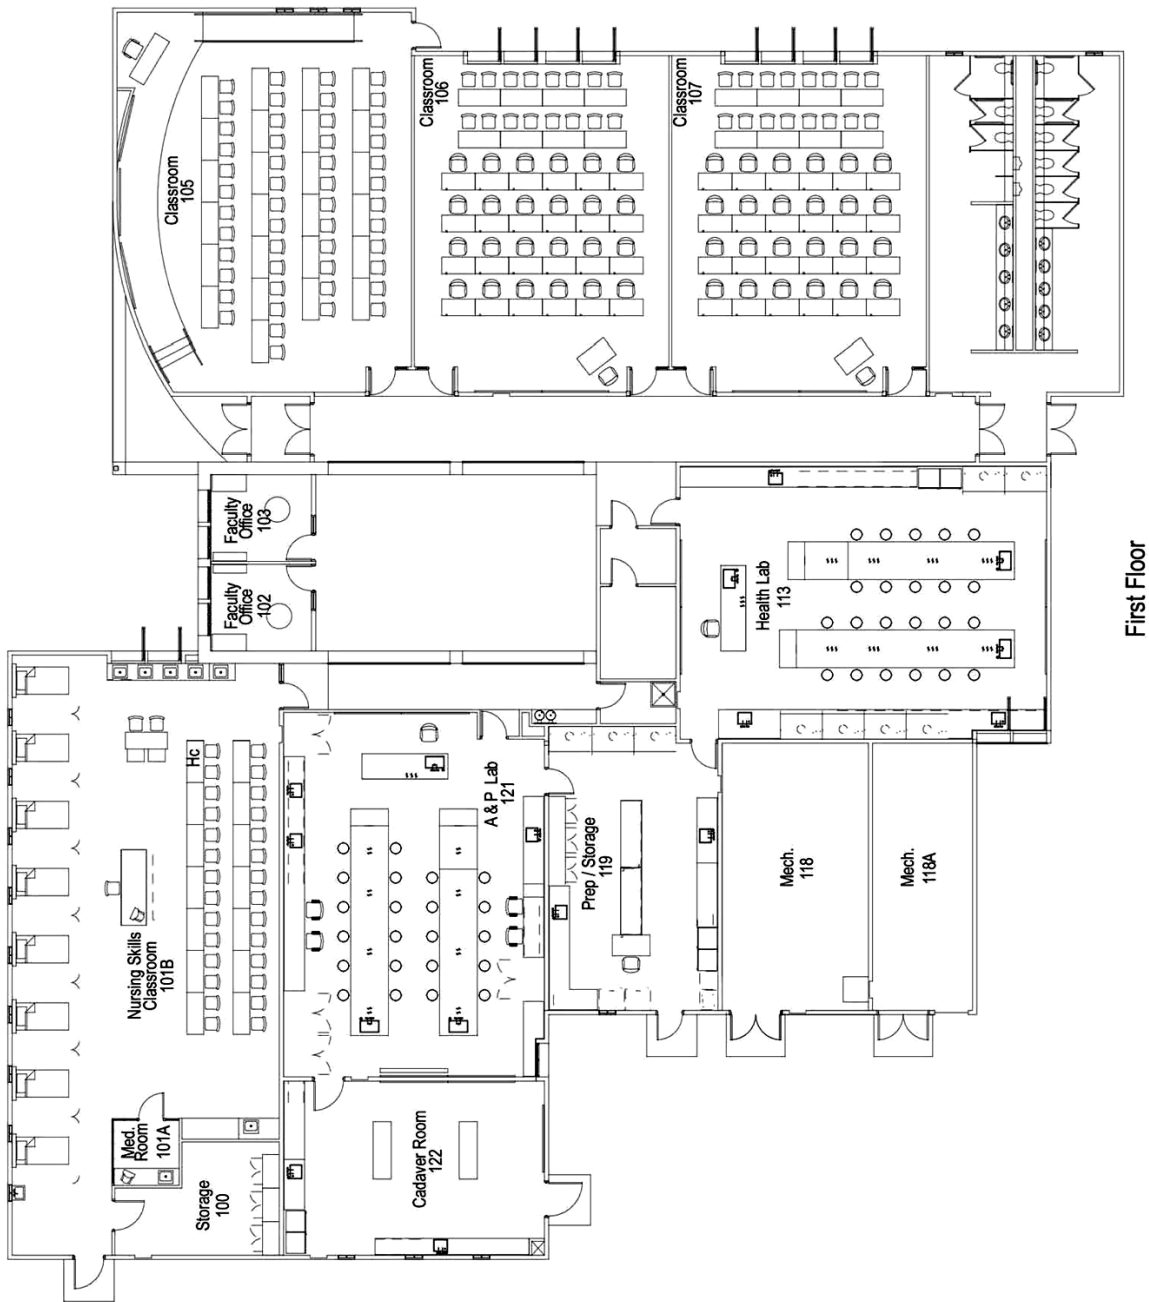 Classroom
105
Classroom
106
Classroom
107
Faculty
Office
103
Faculty
Office
102
Health Lab
113
First Floor
Hc
Nursing Skills
Classroom
101B
A & P Lab
121
Prep / Storage
119
Mech.
118
Mech.
118A
Med.
Room
101A
Storage
100
Cadaver Room
122